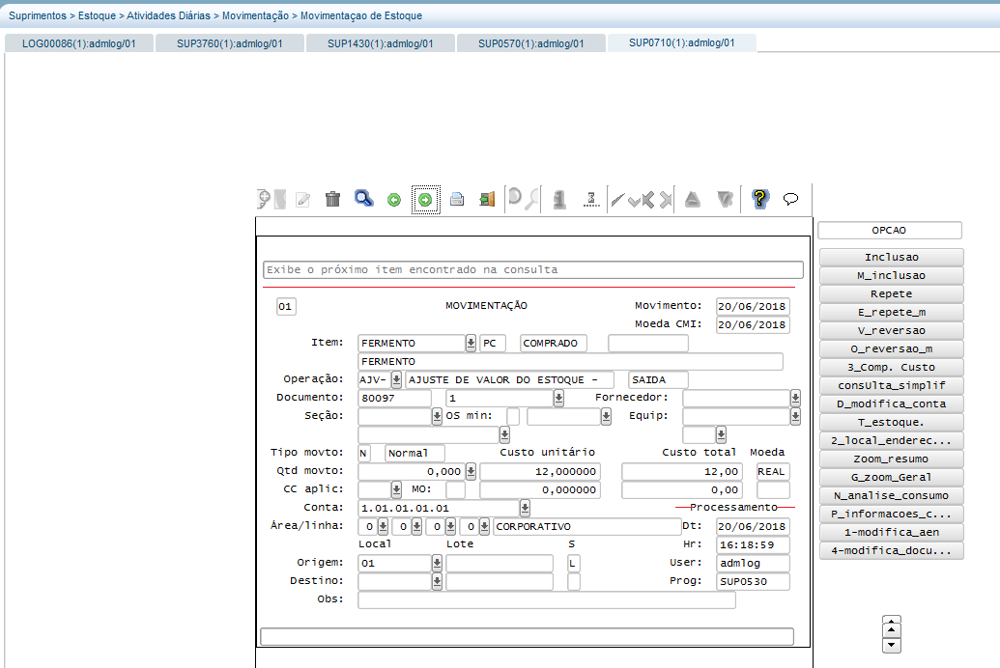 Suprimentos > Estoque > Atividades Diárias > Movimentação > Movimentaçao de Estoque
LOG00086(1):admlog/01 SUP3760(1):admlog/01 SUP1430(1):admlog/01 SUP0570(1):admlog/01 SUP0710(1):admlog/01
OPCAO
Exibe o próximo item encontrado na consulta
01 MOVIMENTAÇÃO Movimento: 20/06/2018
Moeda CMI: 20/06/2018
Item: FERMENTO PC COMPRADO
FERMENTO
Operação: AJV- AJUSTE DE VALOR DO ESTOQUE - SAIDA
Documento: 80097 1 Fornecedor:
Seção: OS min: Equip:
Tipo movto: N Normal Custo unitário Custo total Moeda
Qtd movto: 0,000 12,000000 12,00 REAL
CC aplic: MO: 0,000000 0,00
Conta: 1.01.01.01.01 Processamento
Área/linha: 0 0 0 0 CORPORATIVO Dt: 20/06/2018
Local Lote S Hr: 16:18:59
Origem: 01 L User: admlog
Destino: Prog: SUP0530
Obs:
Inclusao
M_inclusao
Repete
E_repete_m
V_reversao
O_reversao_m
3_Comp. Custo
consulta_simplif
D_modifica_conta
T_estoque.
2_local_enderec...
Zoom_resumo
G_zoom_Geral
N_analise_consumo
P_informacoes_c...
1-modifica_aen
4-modifica_docu...